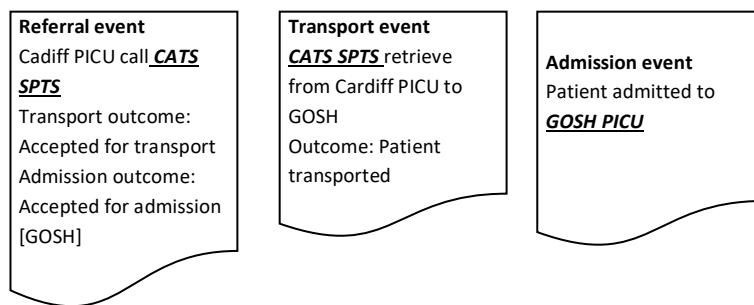 Referral event
Cadiff PICU call CATS
SPTS
Transport outcome:
Accepted for transport
Admission outcome:
Accepted for admission
[GOSH]
Transport event
CATS SPTS retrieve
from Cardiff PICU to
GOSH
Outcome: Patient
transported
Admission event
Patient admitted to
GOSH PICU